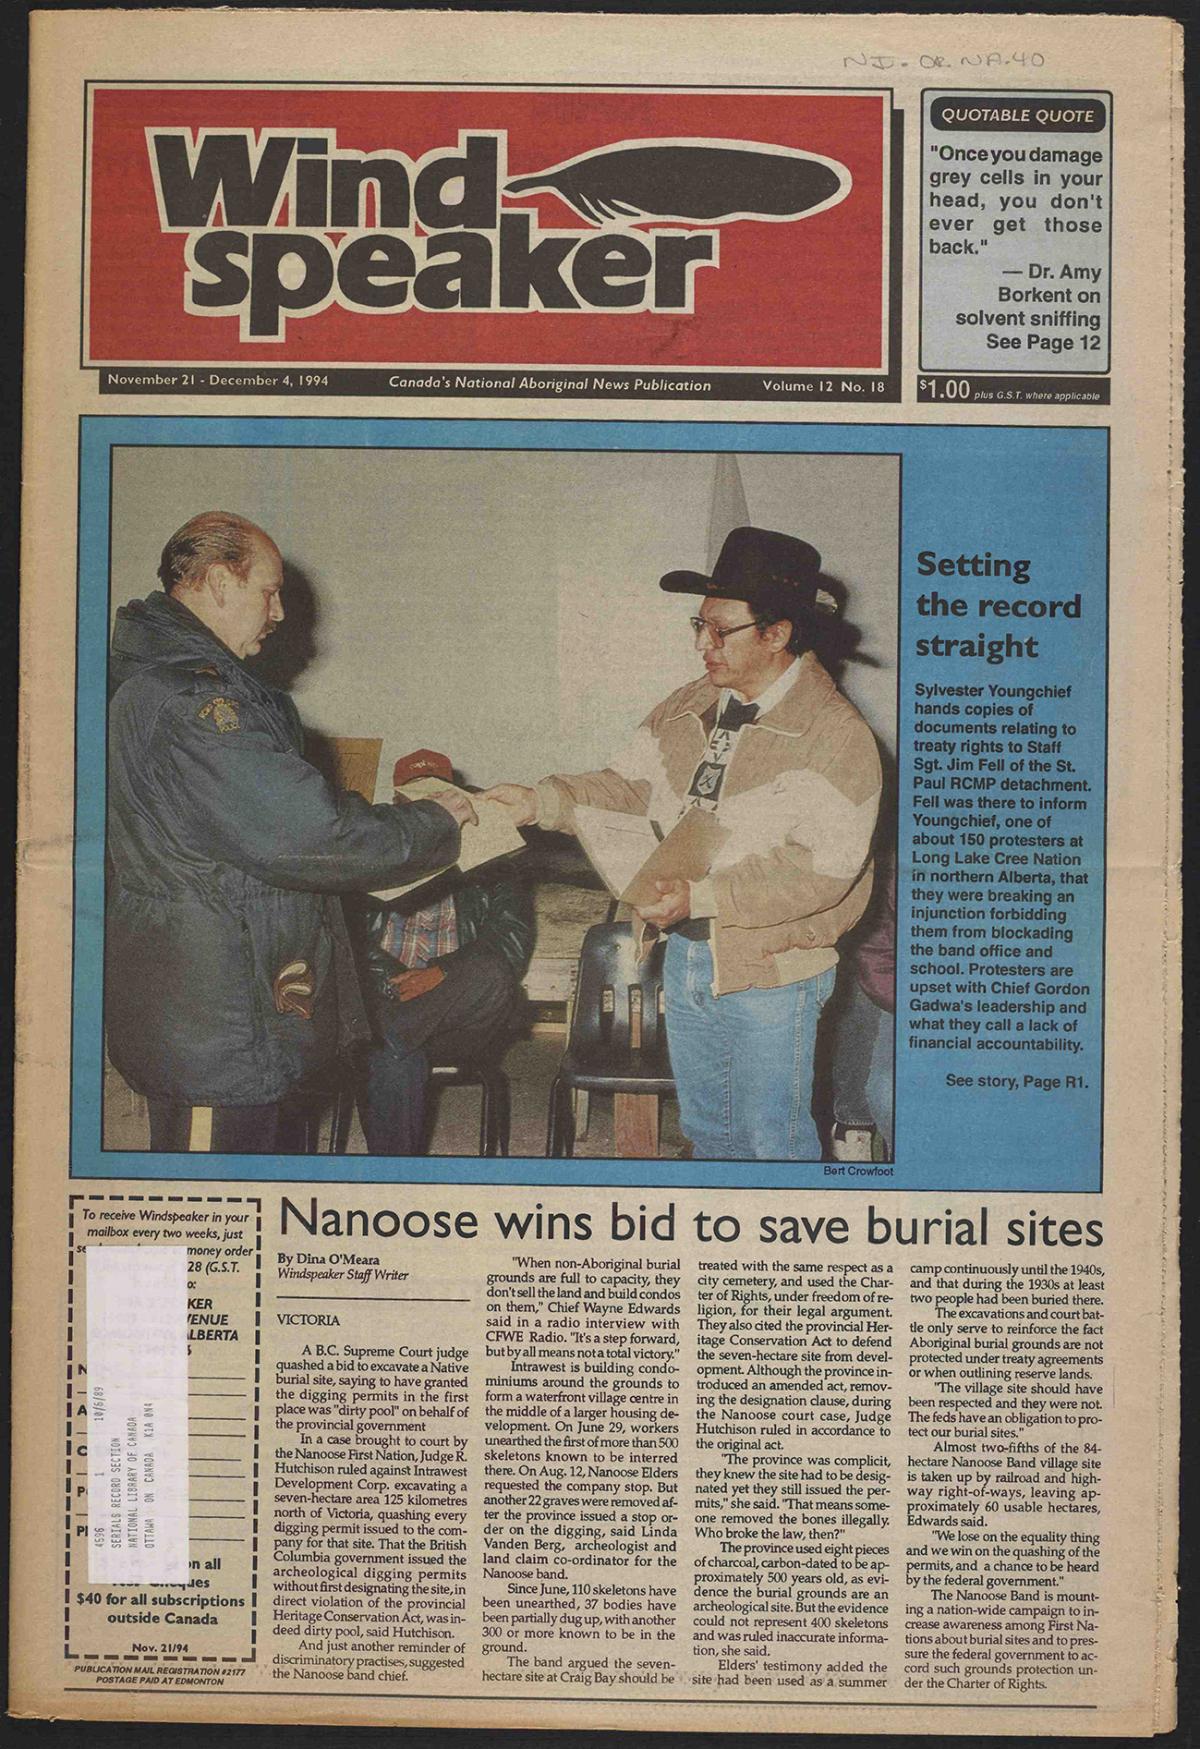 NI. OR. NA.40
Wind
speaker
November 21 - December 4, 1994
Canada's National Aboriginal News Publication
Volume 12 No. 18
QUOTABLE QUOTE
"Once you damage
grey cells in your
head, you don't
ever get those
back."
— Dr. Amy
Borkent on
solvent sniffing
See Page 12
$1.00 plus G.S.T. where applicable
Setting
the record
straight
Sylvester Youngchief
hands copies of
documents relating to
treaty rights to Staff
Sgt. Jim Fell of the St.
Paul RCMP detachment.
Fell was there to inform
Youngchief, one of
about 150 protesters at
Long Lake Cree Nation
in northern Alberta, that
they were breaking an
injunction forbidding
them from blockading
the band office and
school. Protesters are
upset with Chief Gordon
Gadwa's leadership and
what they call a lack of
financial accountability.
See story, Page R1.
Bert Crowfoot
To receive Windspeaker in your
mailbox every two weeks, just
money order
28 (G.S.T.
o:
KER
VENUE
ALBERTA
N
A
C
P
P
4596 1 10/6/89
SERIALS RECORD SECTION
NATIONAL LIBRARY OF CANADA
OTTAWA ON CANADA K1A 0N4
on all
$40 for all subscriptions
outside Canada
Nov. 21/94
PUBLICATION MAIL REGISTRATION #2177
POSTAGE PAID AT EDMONTON
Nanoose wins bid to save burial sites
By Dina O'Meara
Windspeaker Staff Writer
VICTORIA
A B.C. Supreme Court judge
quashed a bid to excavate a Native
burial site, saying to have granted
the digging permits in the first
place was "dirty pool" on behalf of
the provincial government
In a case brought to court by
the Nanoose First Nation, Judge R.
Hutchison ruled against Intrawest
Development Corp. excavating a
seven-hectare area 125 kilometres
north of Victoria, quashing every
digging permit issued to the com-
pany for that site. That the British
Columbia government issued the
archeological digging permits
without first designating the site, in
direct violation of the provincial
Heritage Conservation Act, was in-
deed dirty pool, said Hutchison.
And just another reminder of
discriminatory practises, suggested
the Nanoose band chief.
"When non-Aboriginal burial
grounds are full to capacity, they
don't sell the land and build condos
on them," Chief Wayne Edwards
said in a radio interview with
CFWE Radio. "It's a step forward,
but by all means not a total victory."
Intrawest is building condo-
miniums around the grounds to
form a waterfront village centre in
the middle of a larger housing de-
velopment. On June 29, workers
unearthed the first of more than 500
skeletons known to be interred
there. On Aug. 12, Nanoose Elders
requested the company stop. But
another 22 graves were removed af-
ter the province issued a stop or-
der on the digging, said Linda
Vanden Berg, archeologist and
land claim co-ordinator for the
Nanoose band.
Since June, 110 skeletons have
been unearthed, 37 bodies have
been partially dug up, with another
300 or more known to be in the
ground.
The band argued the seven-
hectare site at Craig Bay should be
treated with the same respect as a
city cemetery, and used the Char-
ter of Rights, under freedom of re-
ligion, for their legal argument.
They also cited the provincial Her-
itage Conservation Act to defend
the seven-hectare site from devel-
opment. Although the province in-
troduced an amended act, remov-
ing the designation clause, during
the Nanoose court case, Judge
Hutchison ruled in accordance to
the original act.
"The province was complicit,
they knew the site had to be desig-
nated yet they still issued the per-
mits," she said. "That means some-
one removed the bones illegally.
Who broke the law, then?"
The province used eight pieces
of charcoal, carbon-dated to be ap-
proximately 500 years old, as evi-
dence the burial grounds are an
archeological site. But the evidence
could not represent 400 skeletons
and was ruled inaccurate informa-
tion, she said.
Elders' testimony added the
site had been used as a summer
camp continuously until the 1940s,
and that during the 1930s at least
two people had been buried there.
The excavations and court bat-
tle only serve to reinforce the fact
Aboriginal burial grounds are not
protected under treaty agreements
or when outlining reserve lands.
"The village site should have
been respected and they were not.
The feds have an obligation to pro-
tect our burial sites."
Almost two-fifths of the 84-
hectare Nanoose Band village site
is taken up by railroad and high-
way right-of-ways, leaving ap-
proximately 60 usable hectares,
Edwards said.
"We lose on the equality thing
and we win on the quashing of the
permits, and a chance to be heard
by the federal government."
The Nanoose Band is mount-
ing a nation-wide campaign to in-
crease awareness among First Na-
tions about burial sites and to pres-
sure the federal government to ac-
cord such grounds protection un-
der the Charter of Rights.